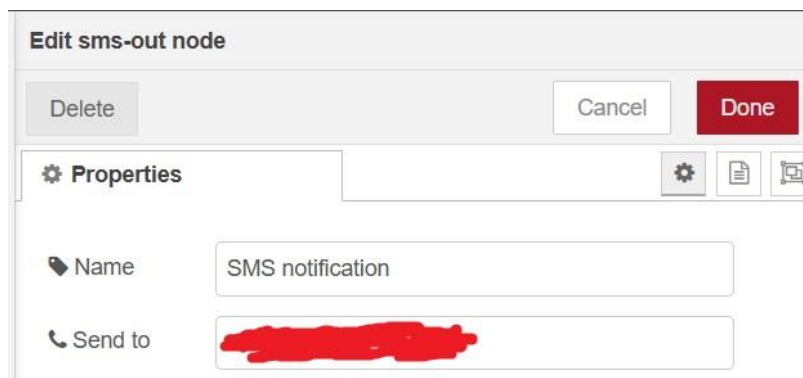 Edit sms-out node
Delete Cancel Done
Properties
Name SMS notification
Send to